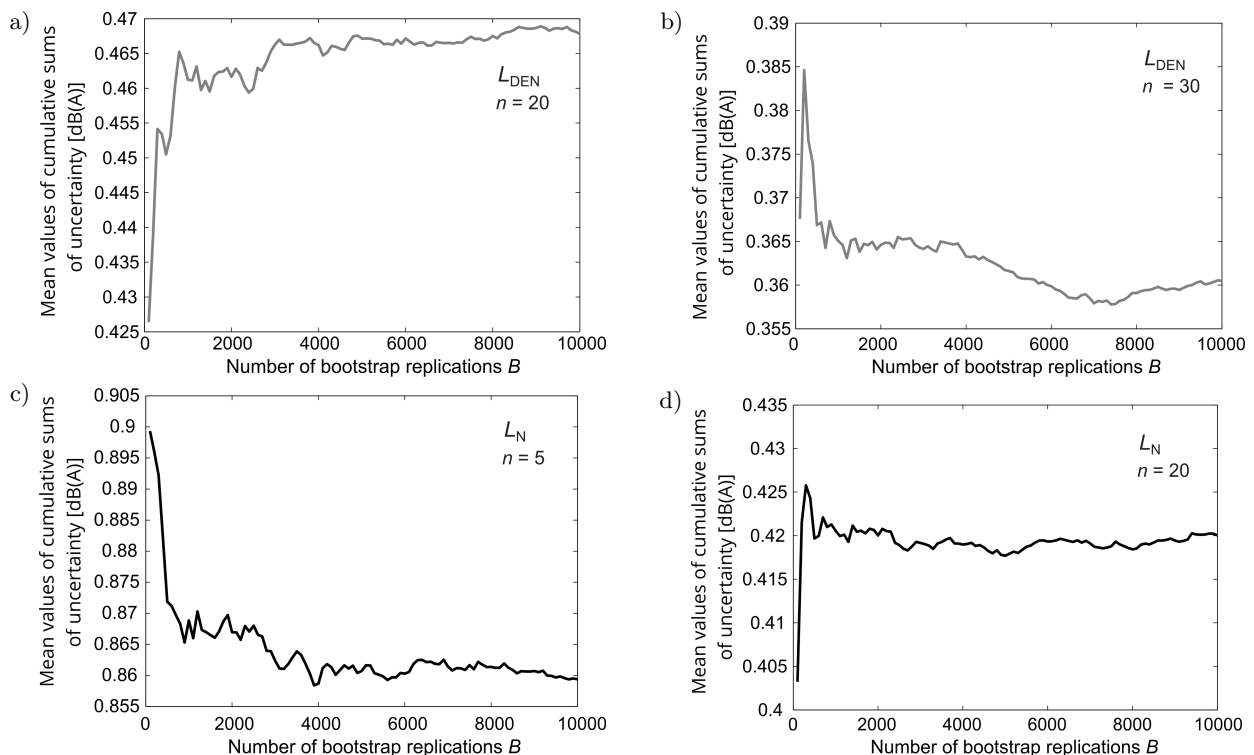 a)
Mean values of cumulative sums
of uncertainty [dB(A)]
0.47
0.465
0.46
0.455
0.45
0.445
0.44
0.435
0.43
0.425
L_DEN
n = 20
0 2000 4000 6000 8000 10000
Number of bootstrap replications B
b)
Mean values of cumulative sums
of uncertainty [dB(A)]
0.39
0.385
0.38
0.375
0.37
0.365
0.36
0.355
L_DEN
n = 30
0 2000 4000 6000 8000 10000
Number of bootstrap replications B
c)
Mean values of cumulative sums
of uncertainty [dB(A)]
0.905
0.9
0.895
0.89
0.885
0.88
0.875
0.87
0.865
0.86
0.855
L_N
n = 5
0 2000 4000 6000 8000 10000
Number of bootstrap replications B
d)
Mean values of cumulative sums
of uncertainty [dB(A)]
0.435
0.43
0.425
0.420
0.415
0.41
0.405
0.4
L_N
n = 20
0 2000 4000 6000 8000 10000
Number of bootstrap replications B